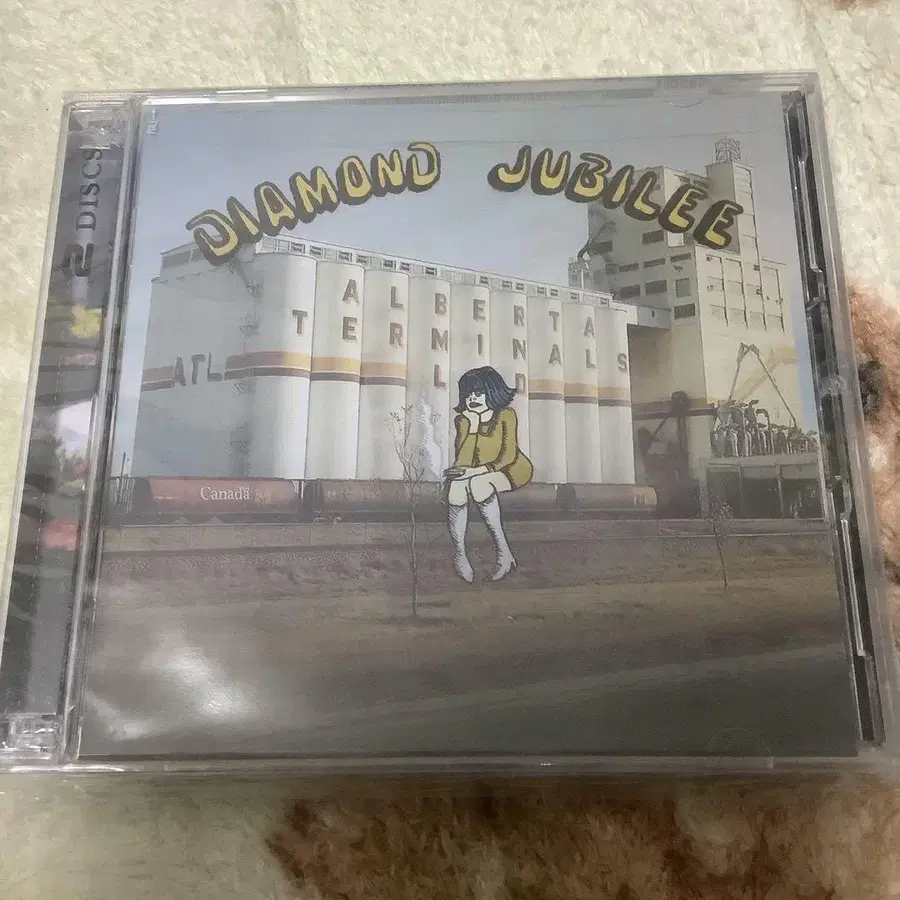 2 DISCS
DIAMOND JUBILEE
ALBERTA
TERMINALS
ATL
L D
Canada